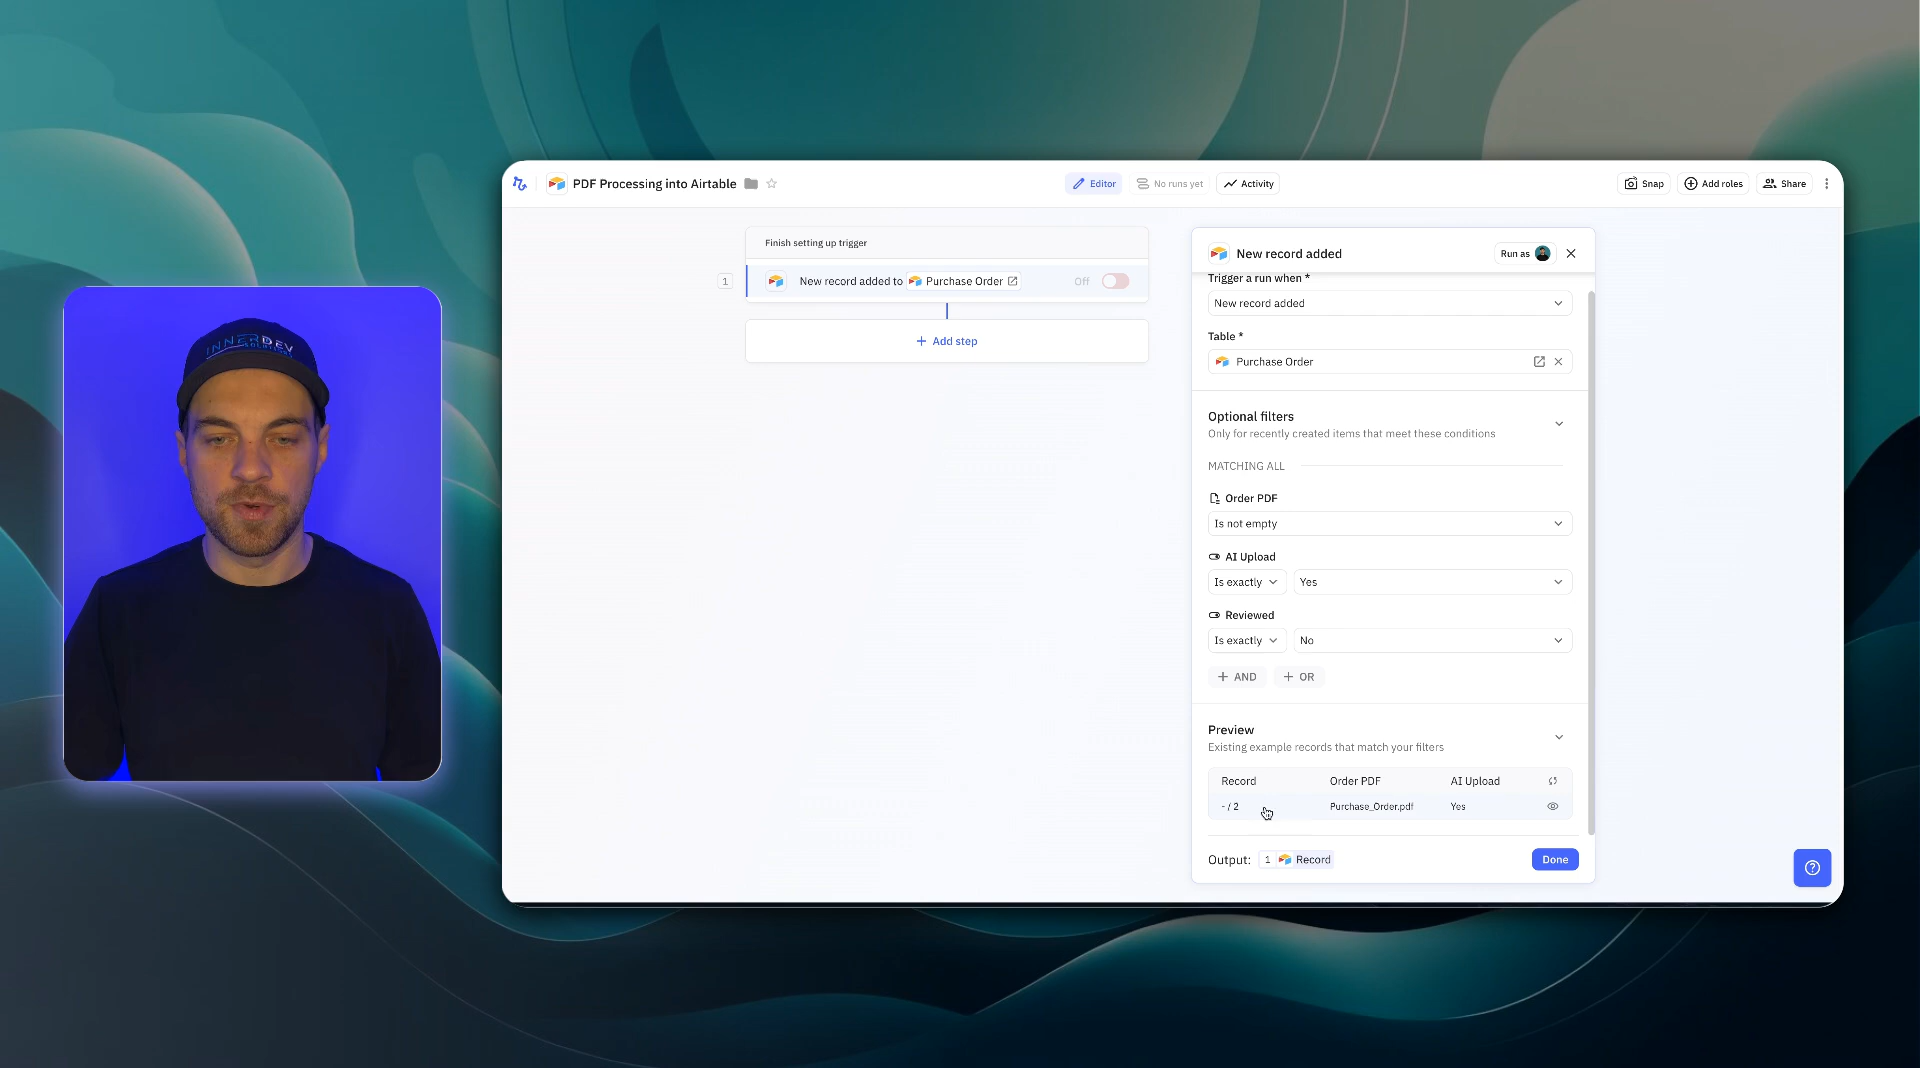 PDF Processing into Airtable
Editor
No runs yet
Activity
Snap
Add roles
Share
Finish setting up trigger
1
New record added to Purchase Order
Off
+ Add step
New record added
Run as
Trigger a run when *
New record added
Table *
Purchase Order
Optional filters
Only for recently created items that meet these conditions
MATCHING ALL
Order PDF
Is not empty
AI Upload
Is exactly Yes
Reviewed
Is exactly No
+ AND + OR
Preview
Existing example records that match your filters
Record Order PDF AI Upload
- / 2 Purchase_Order.pdf Yes
Output: 1 Record
Done
INNERDEV
SOLUTIONS